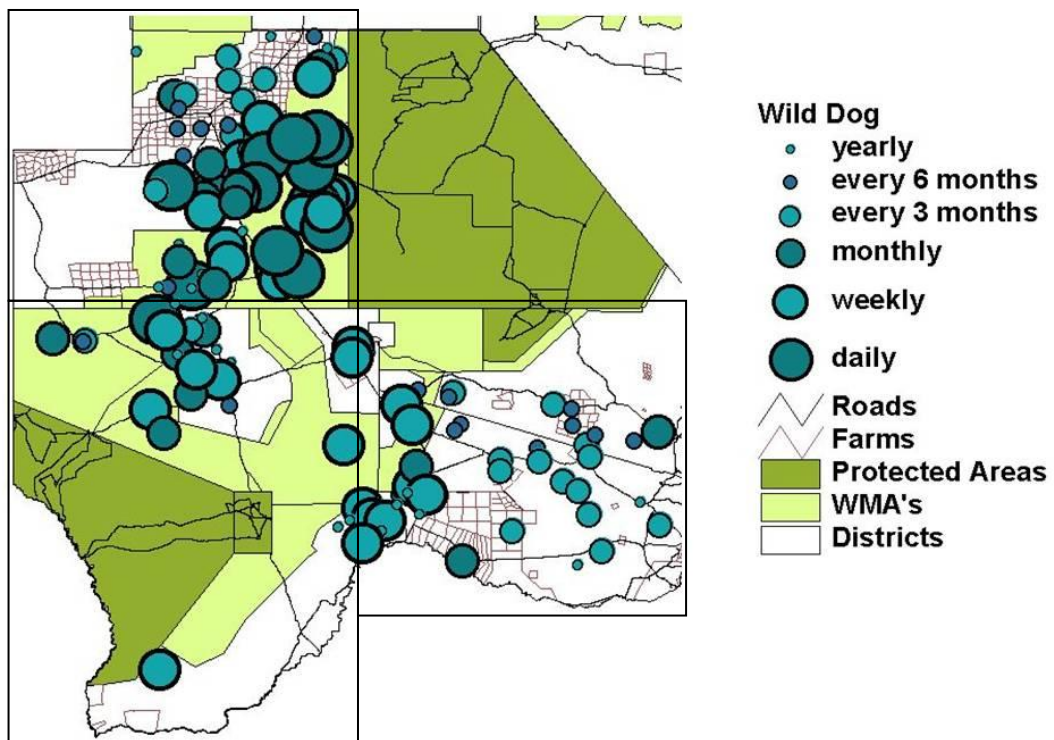 Wild Dog
yearly
every 6 months
every 3 months
monthly
weekly
daily
Roads
Farms
Protected Areas
WMA's
Districts